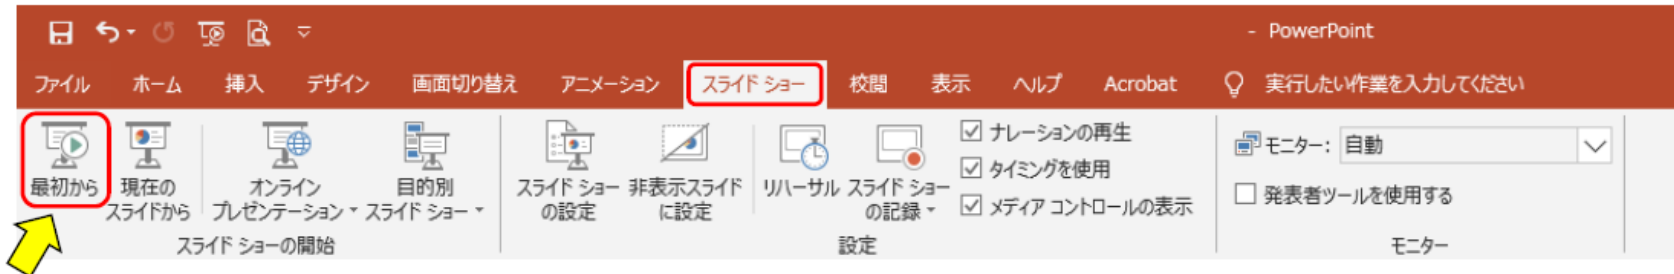 - PowerPoint
ファイル ホーム 挿入 デザイン 画面切り替え アニメーション スライド ショー 校閲 表示 ヘルプ Acrobat 実行したい作業を入力してください
最初から
現在の
スライドから
オンライン
プレゼンテーション
目的別
スライド ショー
スライド ショーの開始
スライド ショー
の設定
非表示スライド
に設定
リハーサル
スライド ショー
の記録
ナレーションの再生
タイミングを使用
メディア コントロールの表示
設定
モニター: 自動
発表者ツールを使用する
モニター